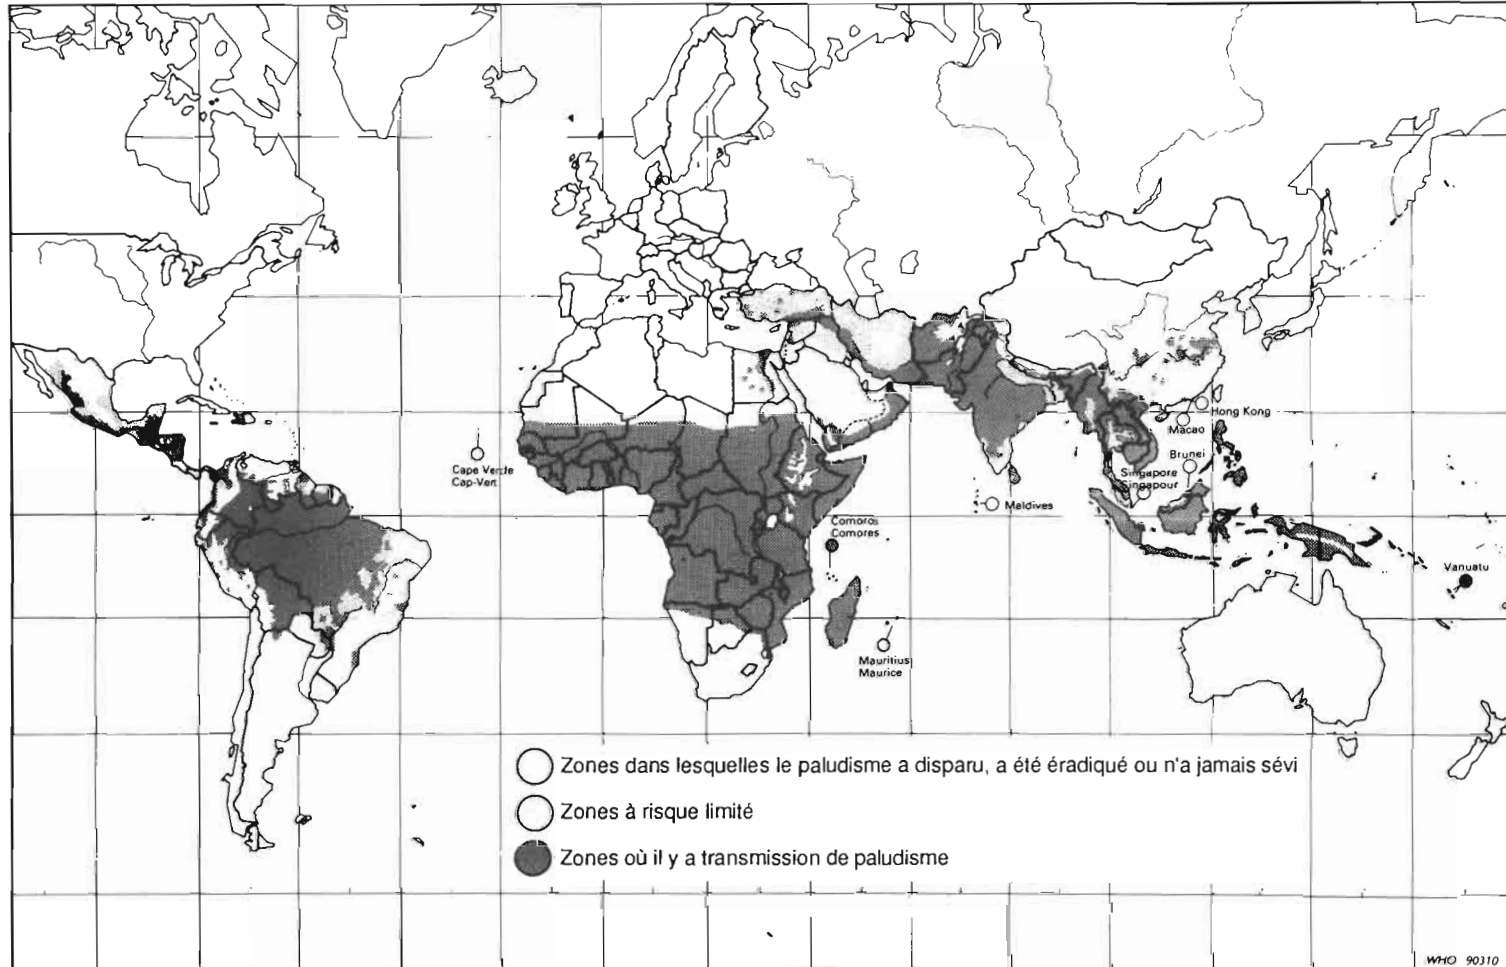 Hong Kong
Macao
Brunei
Singapore
Singapour
Cape Verde
Cap-Vert
Maldives
Comoros
Comores
Vanuatu
Mauritius
Maurice
Zones dans lesquelles le paludisme a disparu, a été éradiqué ou n'a jamais sévi
Zones à risque limité
Zones où il y a transmission de paludisme
WHO 90310